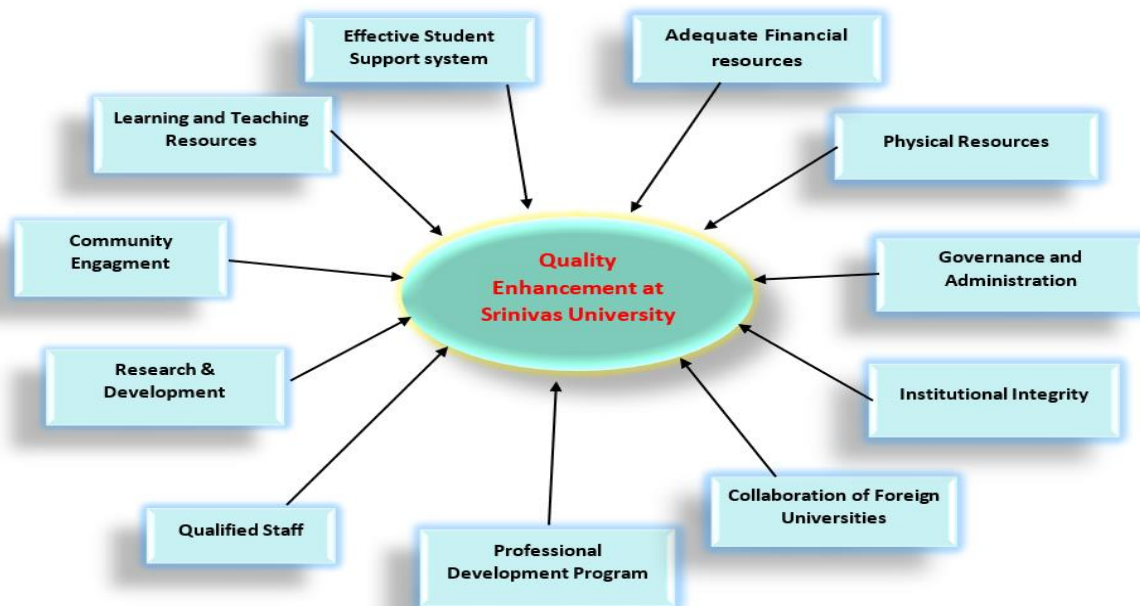 Effective Student
Support system
Adequate Financial
resources
Learning and Teaching
Resources
Physical Resources
Community
Engagment
Quality
Enhancement at
Srinivas University
Governance and
Administration
Research &
Development
Institutional Integrity
Qualified Staff
Professional
Development Program
Collaboration of Foreign
Universities